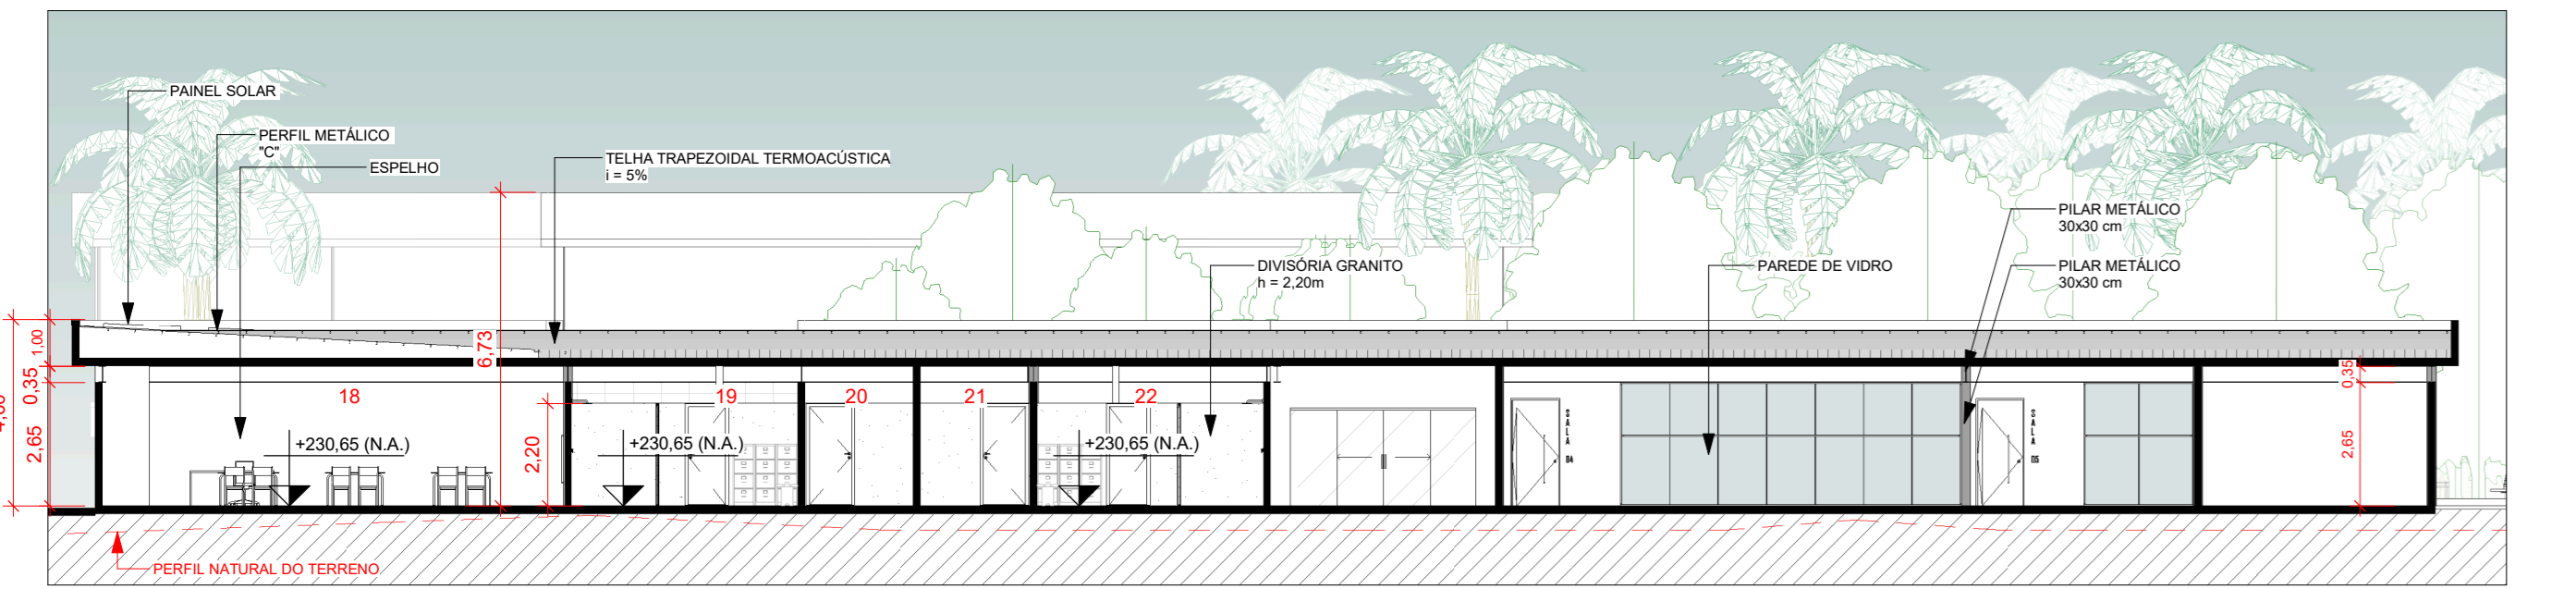 PAINEL SOLAR
PERFIL METÁLICO
"C"
ESPELHO
TELHA TRAPEZOIDAL TERMOACÚSTICA
i = 5%
PILAR METÁLICO
30x30 cm
DIVISÓRIA GRANITO
h = 2,20m
PAREDE DE VIDRO
PILAR METÁLICO
30x30 cm
1,00
6,73
0,35
0,35
18
19
20
21
22
2,65
+230,65 (N.A.)
2,20
+230,65 (N.A.)
+230,65 (N.A.)
SALA 04
SALA 05
2,65
PERFIL NATURAL DO TERRENO